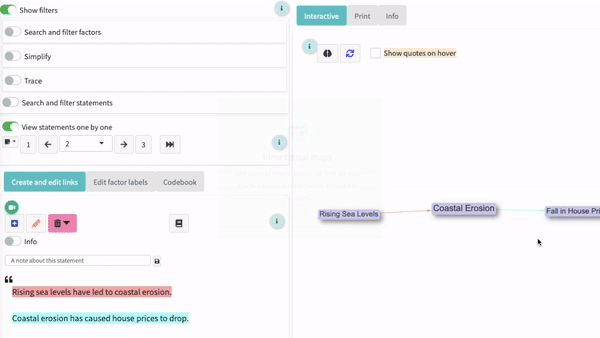 Show filters
Search and filter factors
Simplify
Trace
Search and filter statements
View statements one by one
1
2
3
Create and edit links
Edit factor labels
Codebook
Info
A note about this statement
Rising sea levels have led to coastal erosion.
Coastal erosion has caused house prices to drop.
Interactive
Print
Info
Show quotes on hover
Rising Sea Levels
Coastal Erosion
Fall in House Pri